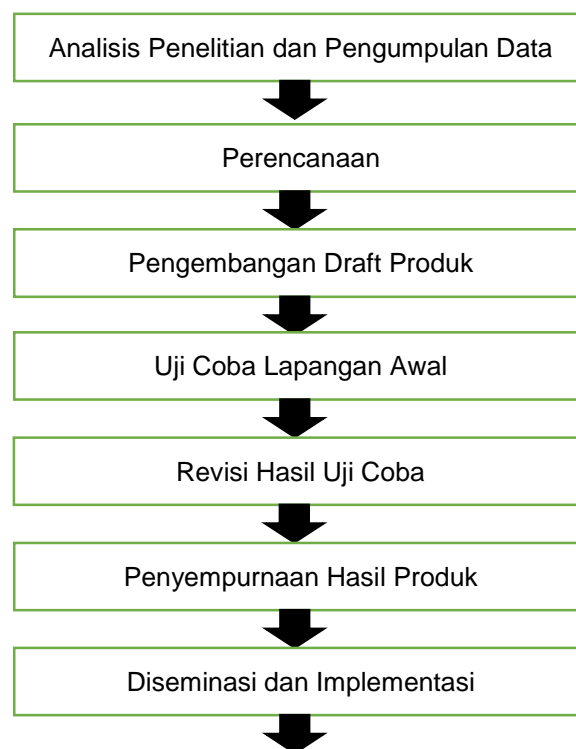 Analisis Penelitian dan Pengumpulan Data
Perencanaan
Pengembangan Draft Produk
Uji Coba Lapangan Awal
Revisi Hasil Uji Coba
Penyempurnaan Hasil Produk
Diseminasi dan Implementasi